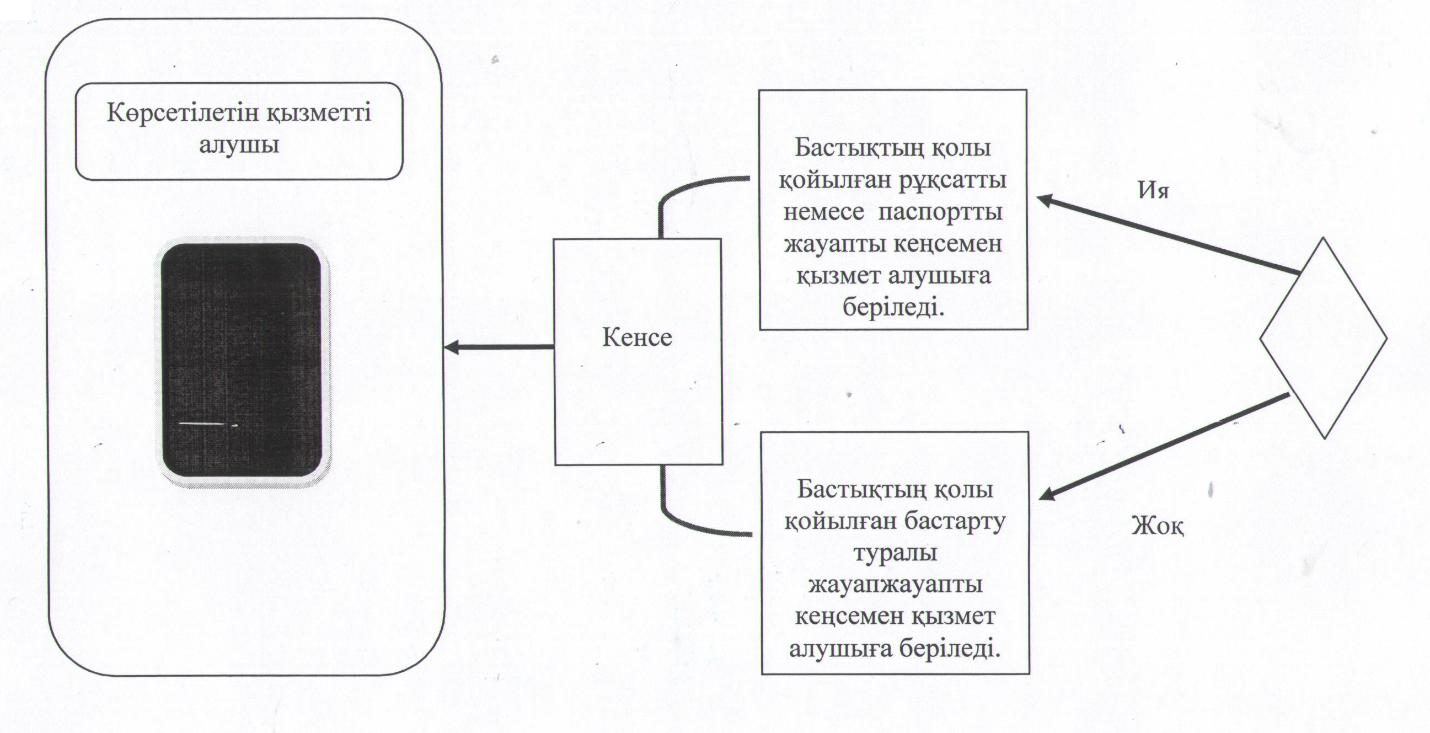 Көрсетілетін қызметті
алушы
Кенсе
Бастықтың қолы
қойылған рұқсатты
немесе паспортты
жауапты кеңсемен
қызмет алушыға
беріледі.
Ия
Бастықтың қолы
қойылған бастарту
туралы
жауапжауапты
кеңсемен қызмет
алушыға беріледі.
Жоқ